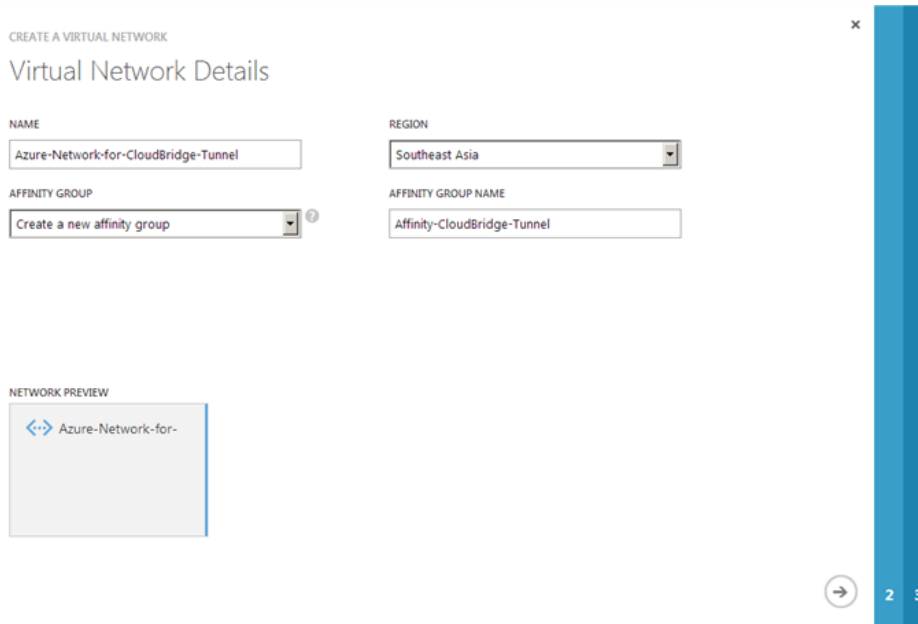 CREATE A VIRTUAL NETWORK
Virtual Network Details
NAME
REGION
Azure-Network-for-CloudBridge-Tunnel
Southeast Asia
AFFINITY GROUP
AFFINITY GROUP NAME
Create a new affinity group
?
Affinity-CloudBridge-Tunnel
NETWORK PREVIEW
Azure-Network-for-
2
3